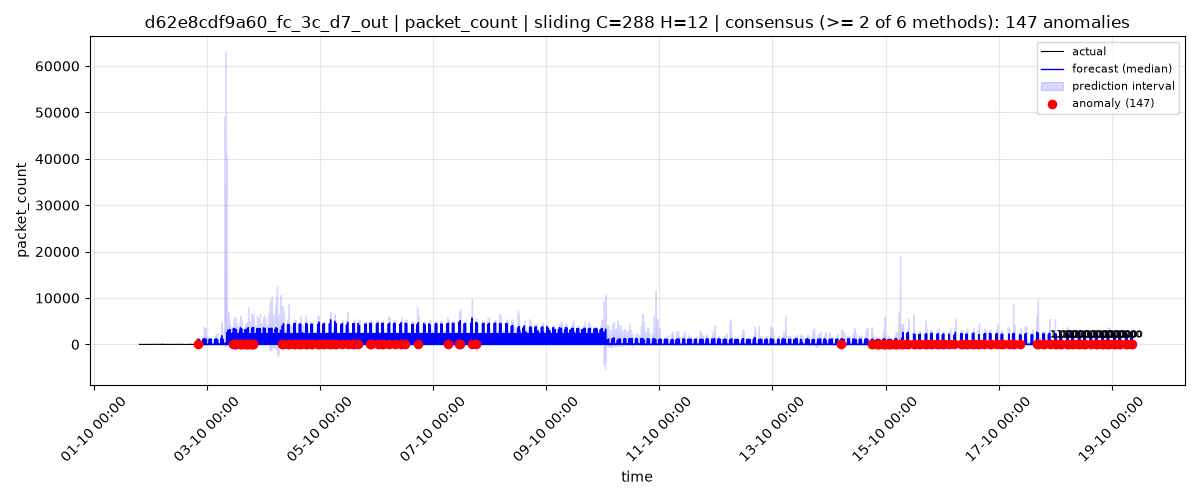 d62e8cdf9a60_fc_3c_d7_out | packet_count | sliding C=288 H=12 | consensus (>= 2 of 6 methods): 147 anomalies
actual
forecast (median)
prediction interval
anomaly (147)
packet_count
60000
50000
40000
30000
20000
10000
0
01-10 00:00
03-10 00:00
05-10 00:00
07-10 00:00
09-10 00:00
11-10 00:00
13-10 00:00
15-10 00:00
17-10 00:00
19-10 00:00
time